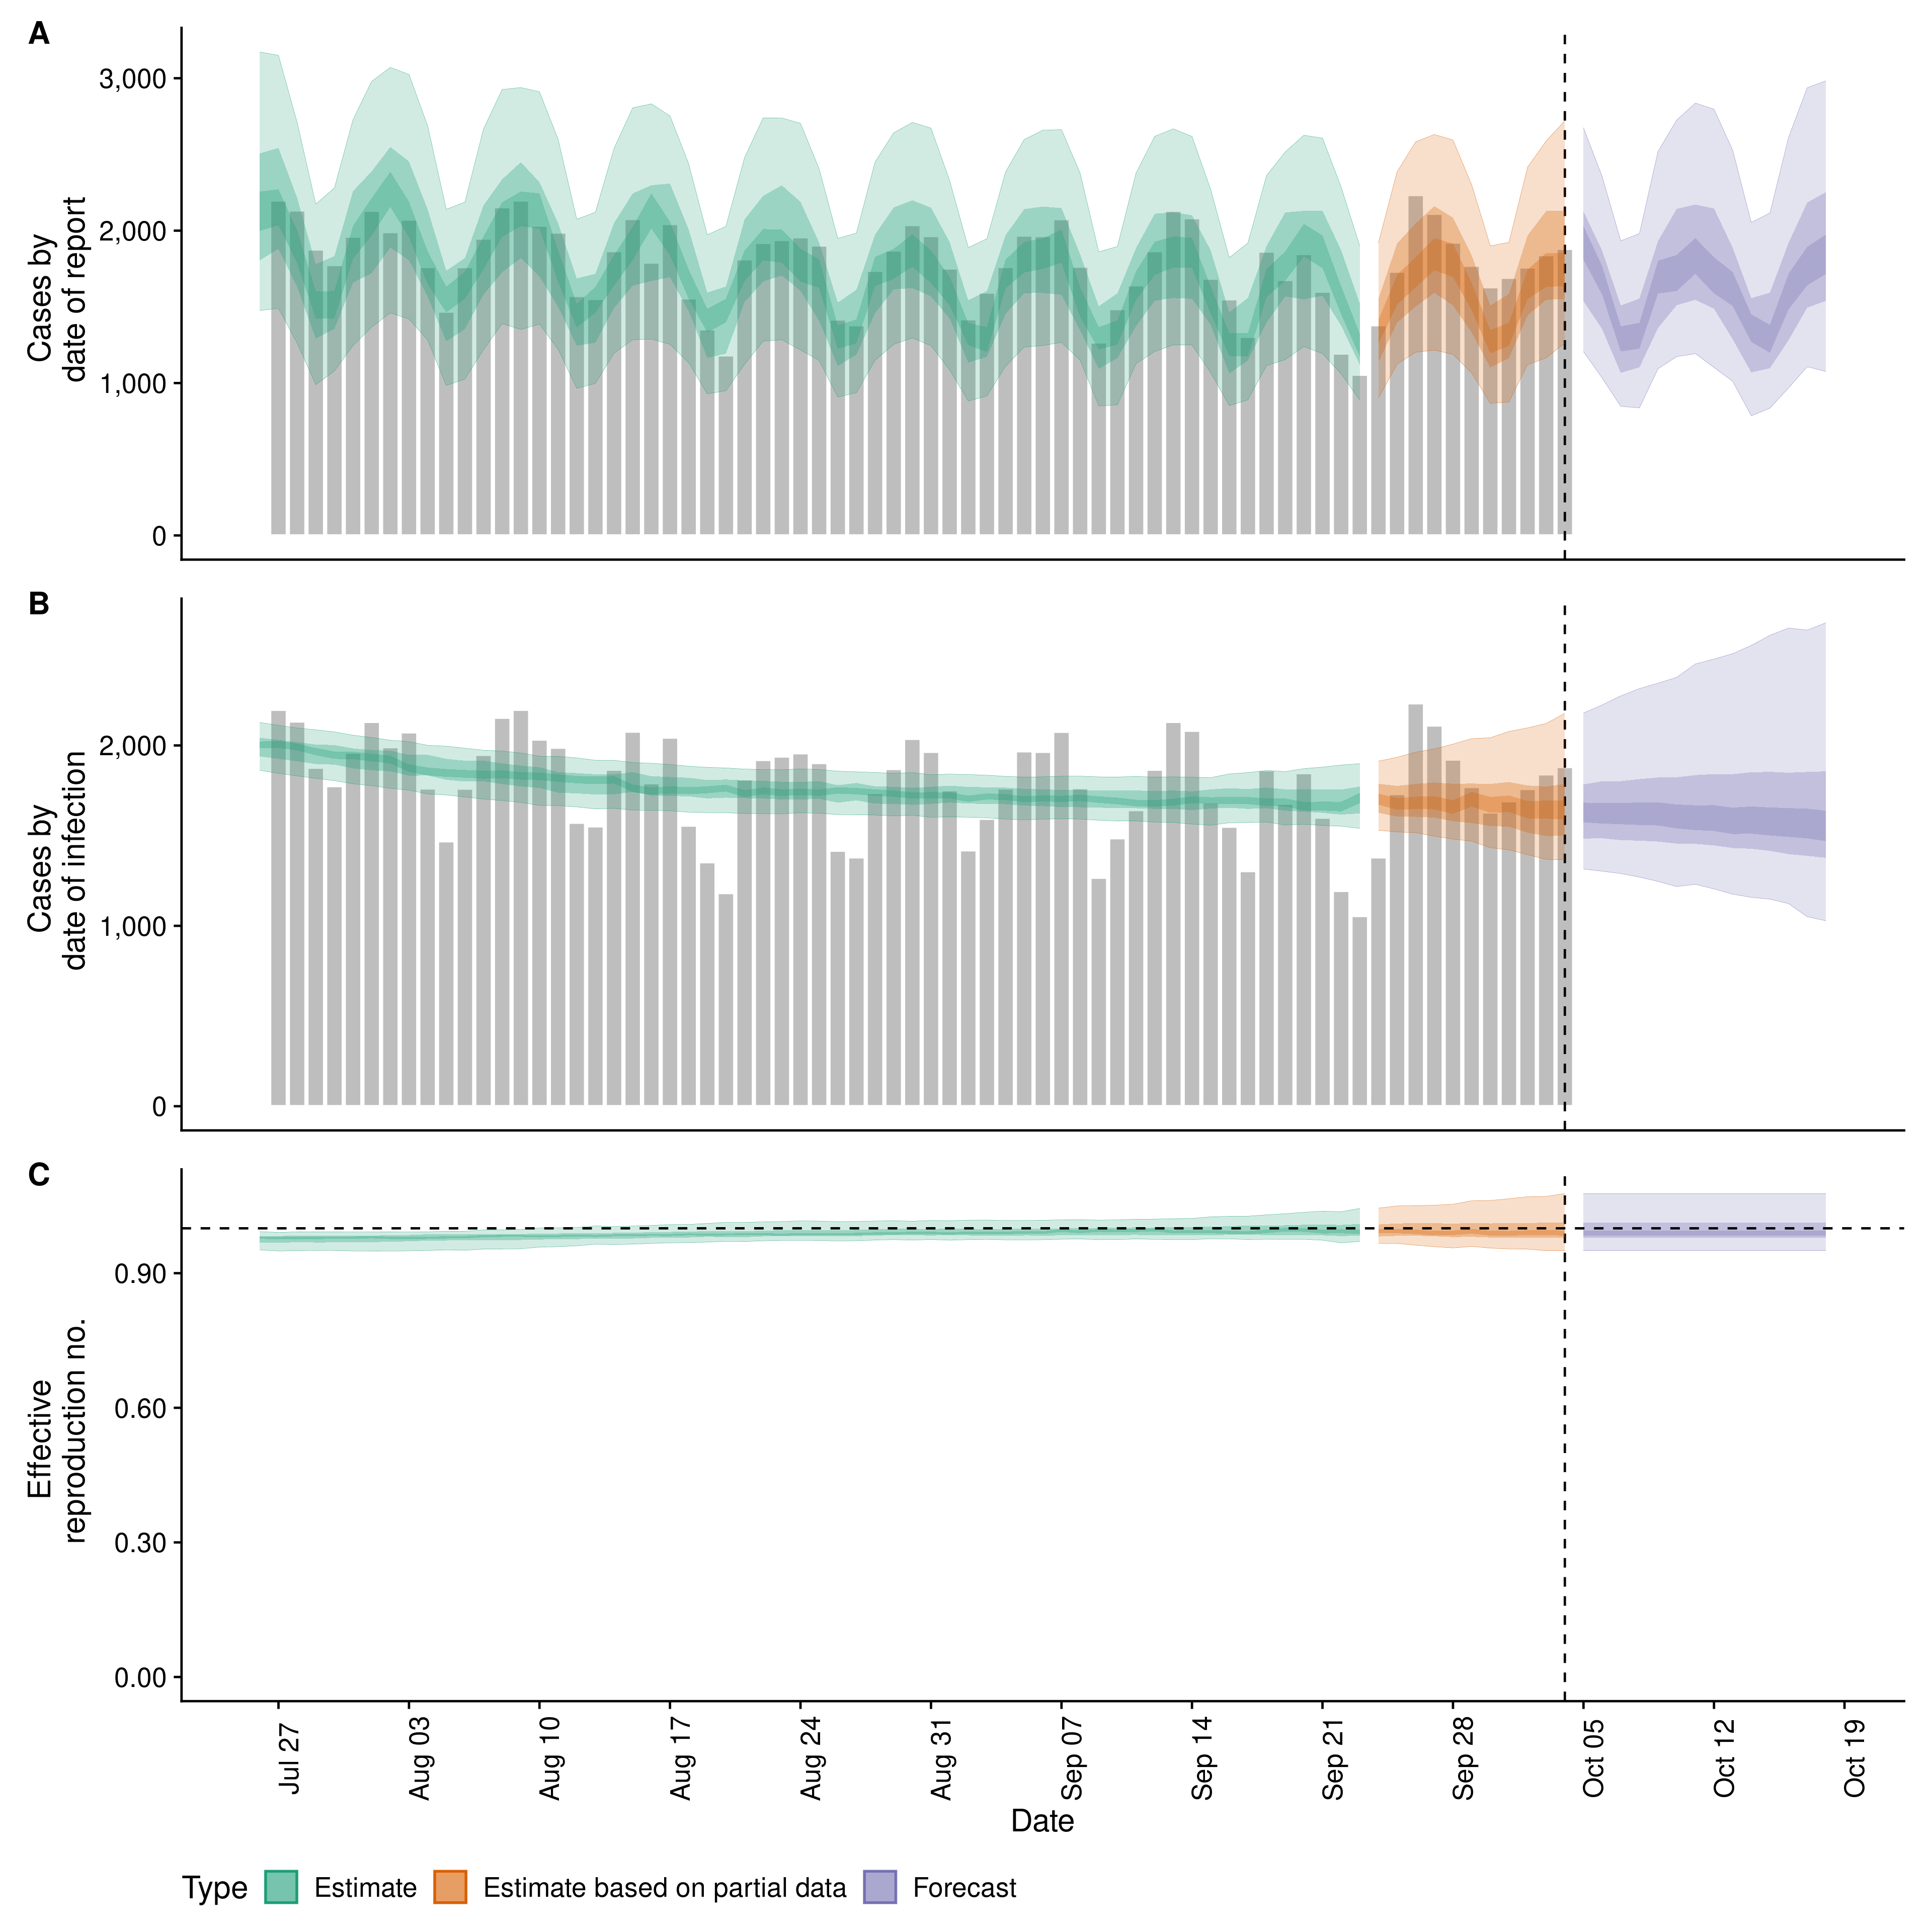 A
Cases by
date of report
3,000
2,000
1,000
0
B
Cases by
date of infection
2,000
1,000
0
C
Effective
reproduction no.
0.90
0.60
0.30
0.00
Jul 27
Aug 03
Aug 10
Aug 17
Aug 24
Aug 31
Sep 07
Sep 14
Sep 21
Sep 28
Oct 05
Oct 12
Oct 19
Date
Type Estimate Estimate based on partial data Forecast